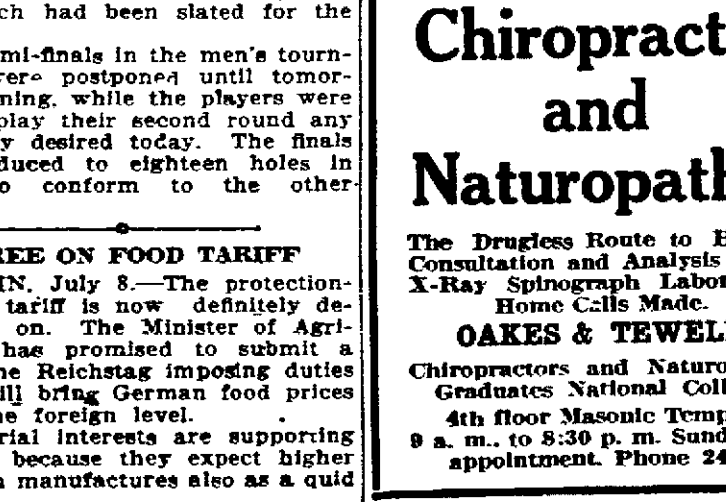 ch had been slated for the
mi-finals in the men's tourn-
ere postponed until tomor-
ning, while the players were
play their second round any
y desired today. The finals
duced to eighteen holes in
o conform to the other-
REE ON FOOD TARIFF
IN, July 8.—The protection-
tariff is now definitely de-
on. The Minister of Agri-
has promised to submit a
he Reichstag imposing duties
ill bring German food prices
he foreign level.
rial interests are supporting
because they expect higher
n manufactures also as a quid
Chiropract
and
Naturopath
The Drugless Route to
Consultation and Analysis
X-Ray Spinograph Labor
Home Calls Made.
OAKES & TEWEL
Chiropractors and Naturo
Graduates National Coll
4th floor Masonic Temp
9 a. m., to 8:30 p. m. Sund
appointment. Phone 24